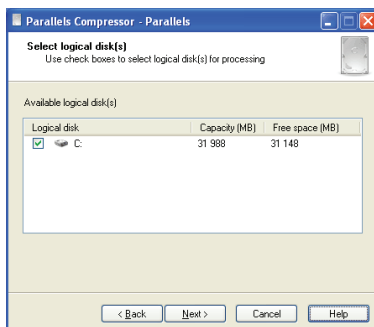 Parallels Compressor - Parallels
Select logical disk(s)
Use check boxes to select logical disk(s) for processing
Available logical disk(s)
Logical disk Capacity (MB) Free space (MB)
C: 31 988 31 148
< Back Next > Cancel Help